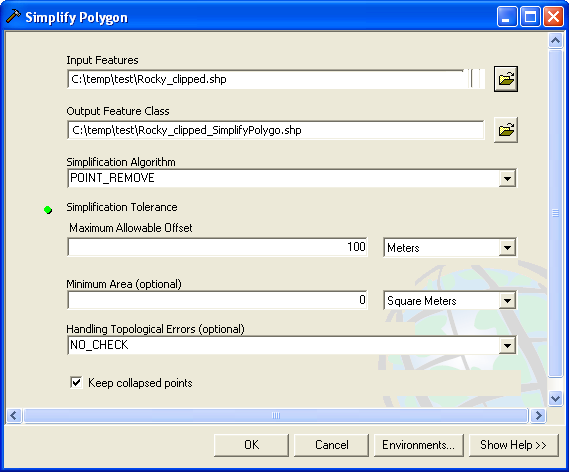 Simplify Polygon
Input Features
C:\temp\test\Rocky_clipped.shp
Output Feature Class
C:\temp\test\Rocky_clipped_SimplifyPolygo.shp
Simplification Algorithm
POINT_REMOVE
Simplification Tolerance
Maximum Allowable Offset
100 Meters
Minimum Area (optional)
0 Square Meters
Handling Topological Errors (optional)
NO_CHECK
Keep collapsed points
OK Cancel Environments... Show Help >>